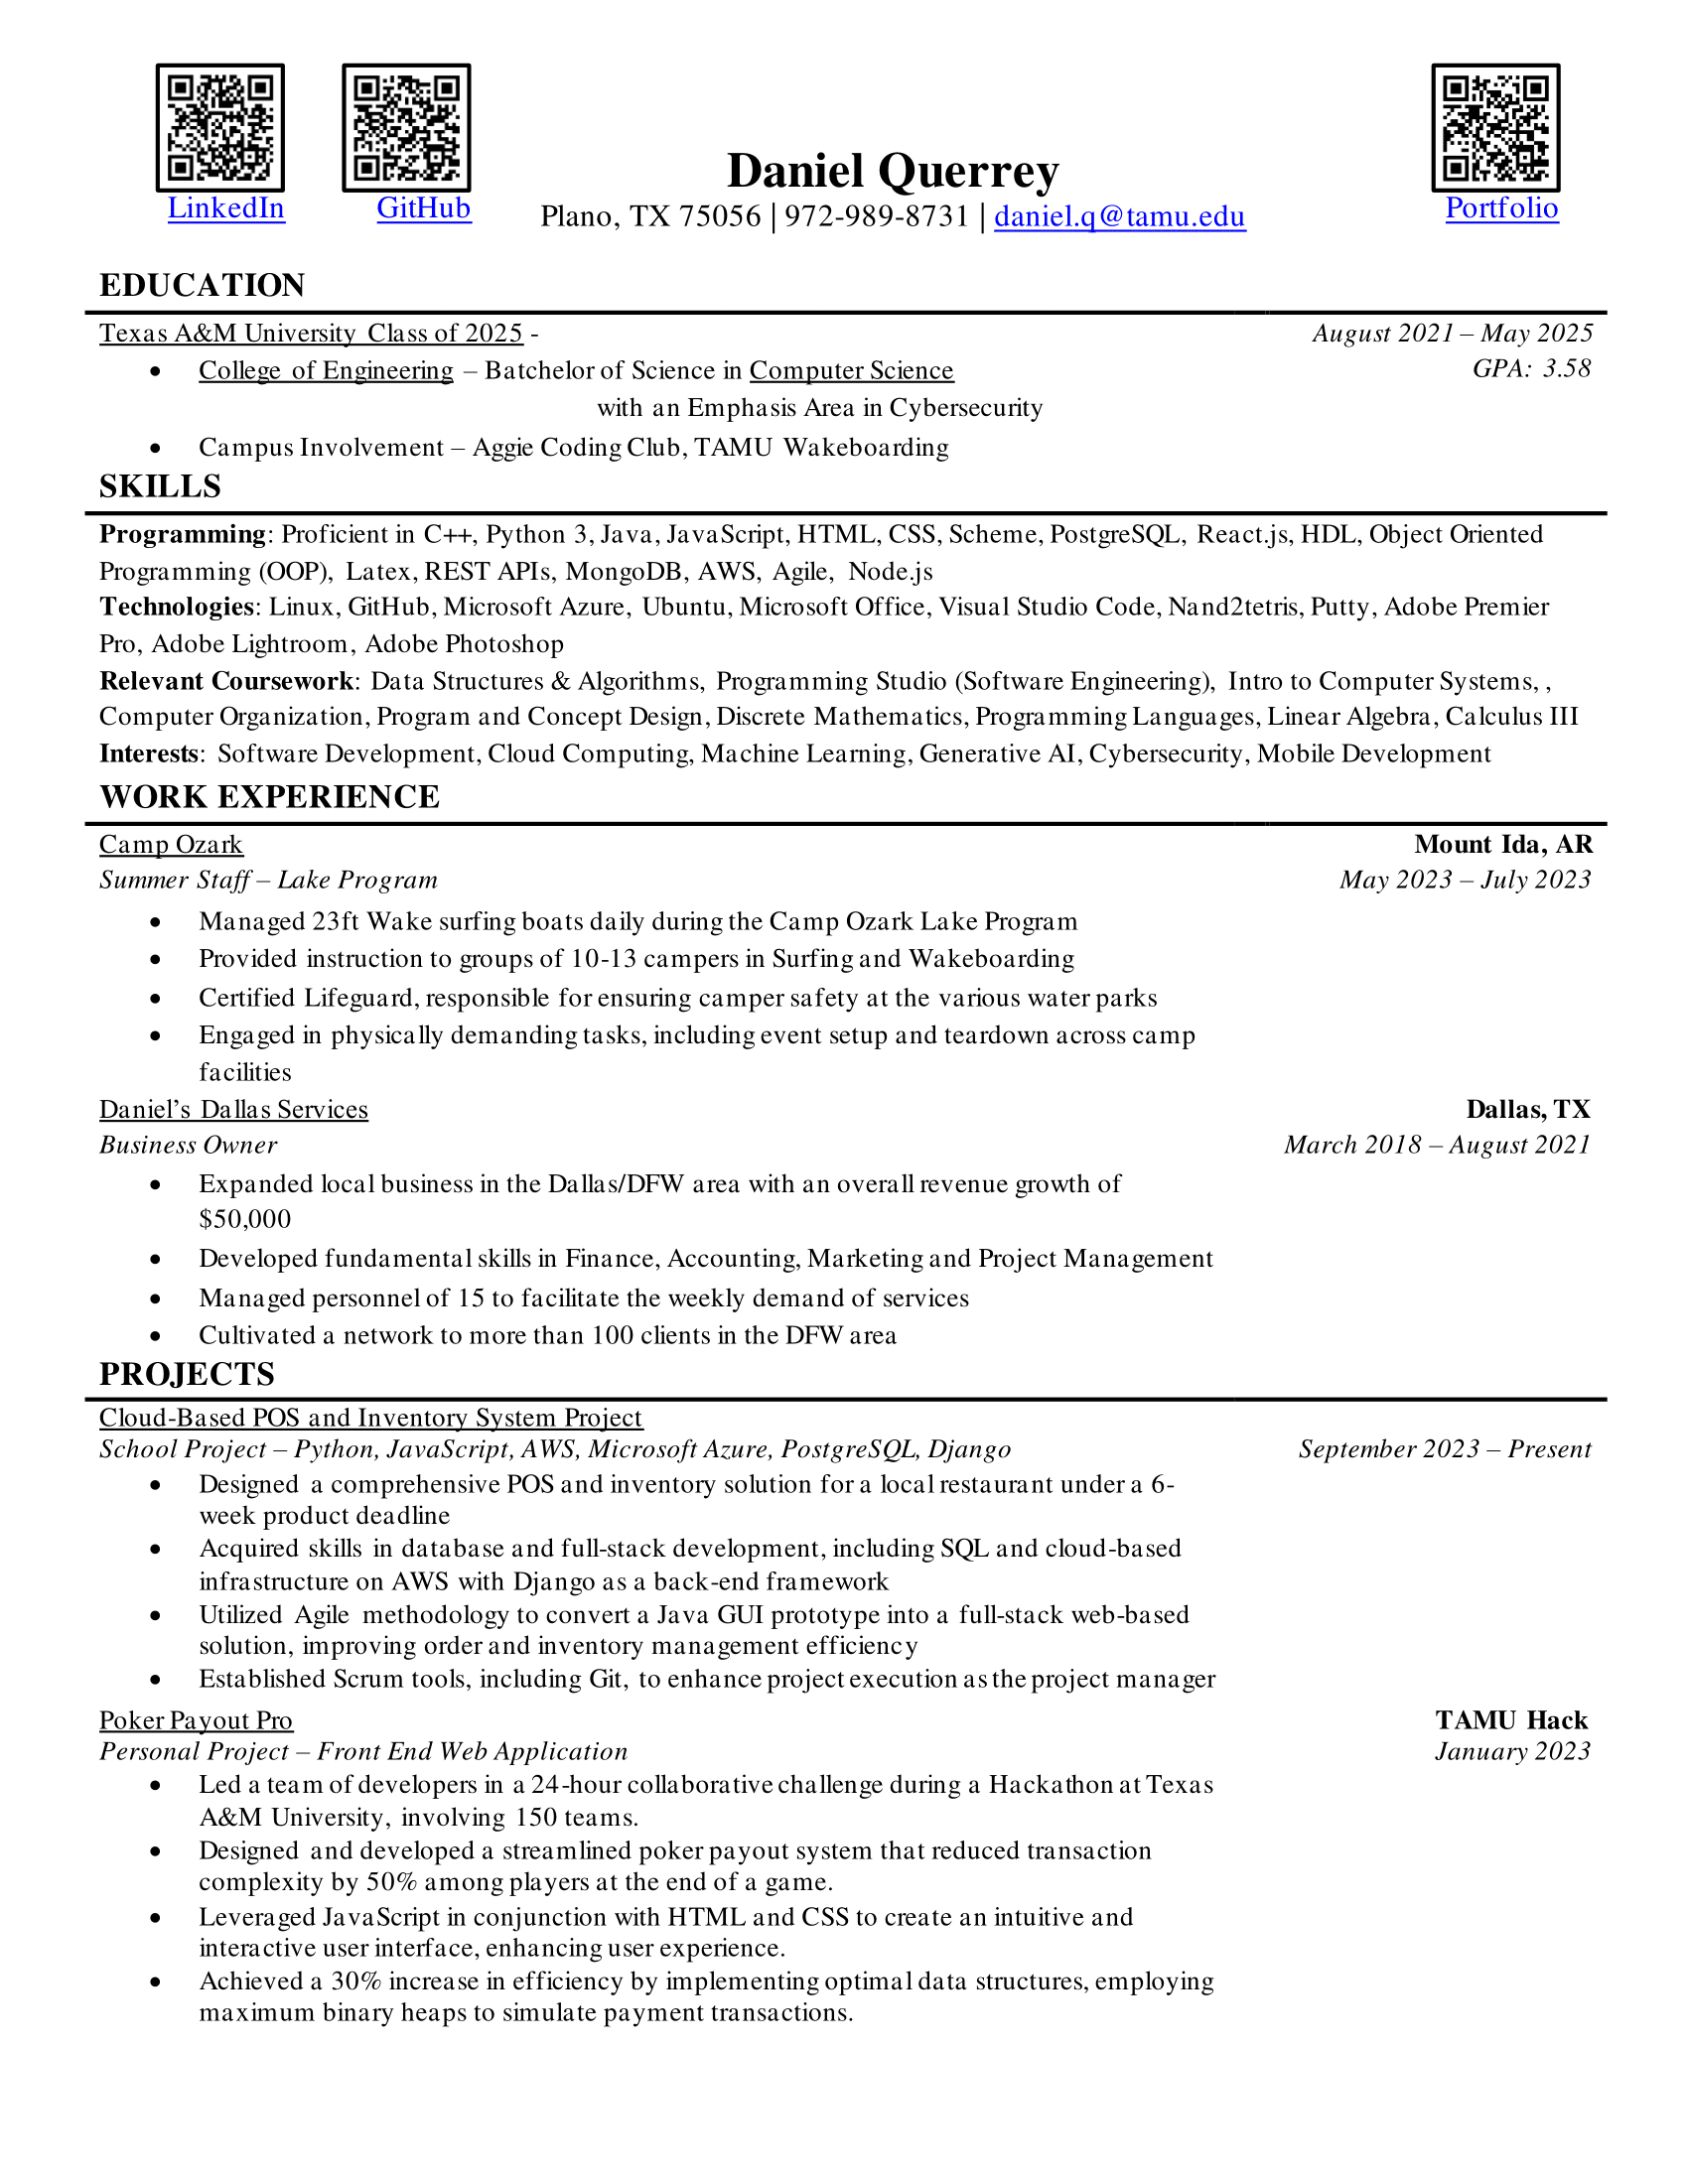 Daniel Querrey
LinkedIn GitHub Plano, TX 75056 | 972-989-8731 | daniel.q@tamu.edu Portfolio
EDUCATION
Texas A&M University Class of 2025 - August 2021 – May 2025
• College of Engineering – Batchelor of Science in Computer Science GPA: 3.58
with an Emphasis Area in Cybersecurity
• Campus Involvement – Aggie Coding Club, TAMU Wakeboarding
SKILLS
Programming: Proficient in C++, Python 3, Java, JavaScript, HTML, CSS, Scheme, PostgreSQL, React.js, HDL, Object Oriented
Programming (OOP), Latex, REST APIs, MongoDB, AWS, Agile, Node.js
Technologies: Linux, GitHub, Microsoft Azure, Ubuntu, Microsoft Office, Visual Studio Code, Nand2tetris, Putty, Adobe Premier
Pro, Adobe Lightroom, Adobe Photoshop
Relevant Coursework: Data Structures & Algorithms, Programming Studio (Software Engineering), Intro to Computer Systems, ,
Computer Organization, Program and Concept Design, Discrete Mathematics, Programming Languages, Linear Algebra, Calculus III
Interests: Software Development, Cloud Computing, Machine Learning, Generative AI, Cybersecurity, Mobile Development
WORK EXPERIENCE
Camp Ozark Mount Ida, AR
Summer Staff – Lake Program May 2023 – July 2023
• Managed 23ft Wake surfing boats daily during the Camp Ozark Lake Program
• Provided instruction to groups of 10-13 campers in Surfing and Wakeboarding
• Certified Lifeguard, responsible for ensuring camper safety at the various water parks
• Engaged in physically demanding tasks, including event setup and teardown across camp
facilities
Daniel’s Dallas Services Dallas, TX
Business Owner March 2018 – August 2021
• Expanded local business in the Dallas/DFW area with an overall revenue growth of
$50,000
• Developed fundamental skills in Finance, Accounting, Marketing and Project Management
• Managed personnel of 15 to facilitate the weekly demand of services
• Cultivated a network to more than 100 clients in the DFW area
PROJECTS
Cloud-Based POS and Inventory System Project
School Project – Python, JavaScript, AWS, Microsoft Azure, PostgreSQL, Django September 2023 – Present
• Designed a comprehensive POS and inventory solution for a local restaurant under a 6-
week product deadline
• Acquired skills in database and full-stack development, including SQL and cloud-based
infrastructure on AWS with Django as a back-end framework
• Utilized Agile methodology to convert a Java GUI prototype into a full-stack web-based
solution, improving order and inventory management efficiency
• Established Scrum tools, including Git, to enhance project execution as the project manager
Poker Payout Pro TAMU Hack
Personal Project – Front End Web Application January 2023
• Led a team of developers in a 24-hour collaborative challenge during a Hackathon at Texas
A&M University, involving 150 teams.
• Designed and developed a streamlined poker payout system that reduced transaction
complexity by 50% among players at the end of a game.
• Leveraged JavaScript in conjunction with HTML and CSS to create an intuitive and
interactive user interface, enhancing user experience.
• Achieved a 30% increase in efficiency by implementing optimal data structures, employing
maximum binary heaps to simulate payment transactions.